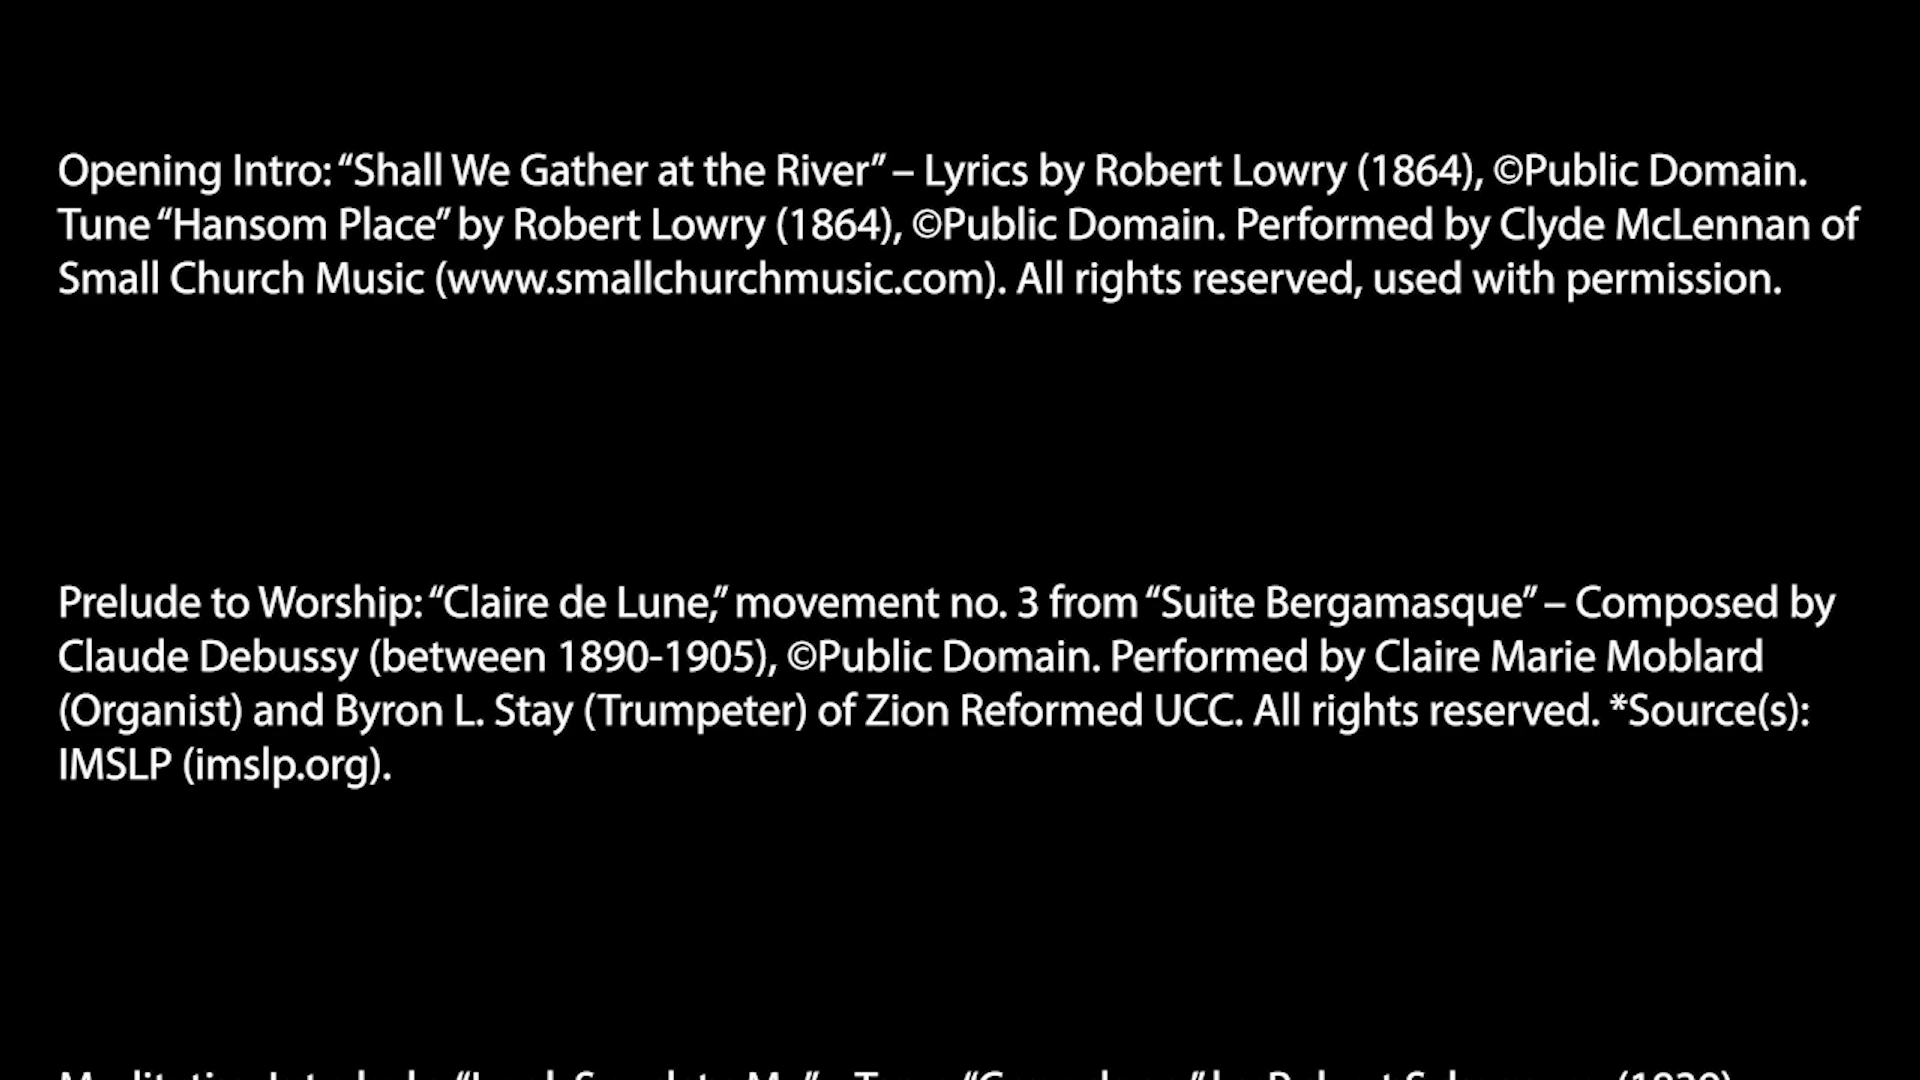 Opening Intro: “Shall We Gather at the River” – Lyrics by Robert Lowry (1864), ©Public Domain.
Tune “Hansom Place” by Robert Lowry (1864), ©Public Domain. Performed by Clyde McLennan of
Small Church Music (www.smallchurchmusic.com). All rights reserved, used with permission.
Prelude to Worship: “Claire de Lune,” movement no. 3 from “Suite Bergamasque” – Composed by
Claude Debussy (between 1890-1905), ©Public Domain. Performed by Claire Marie Moblard
(Organist) and Byron L. Stay (Trumpeter) of Zion Reformed UCC. All rights reserved. *Source(s):
IMSLP (imslp.org).